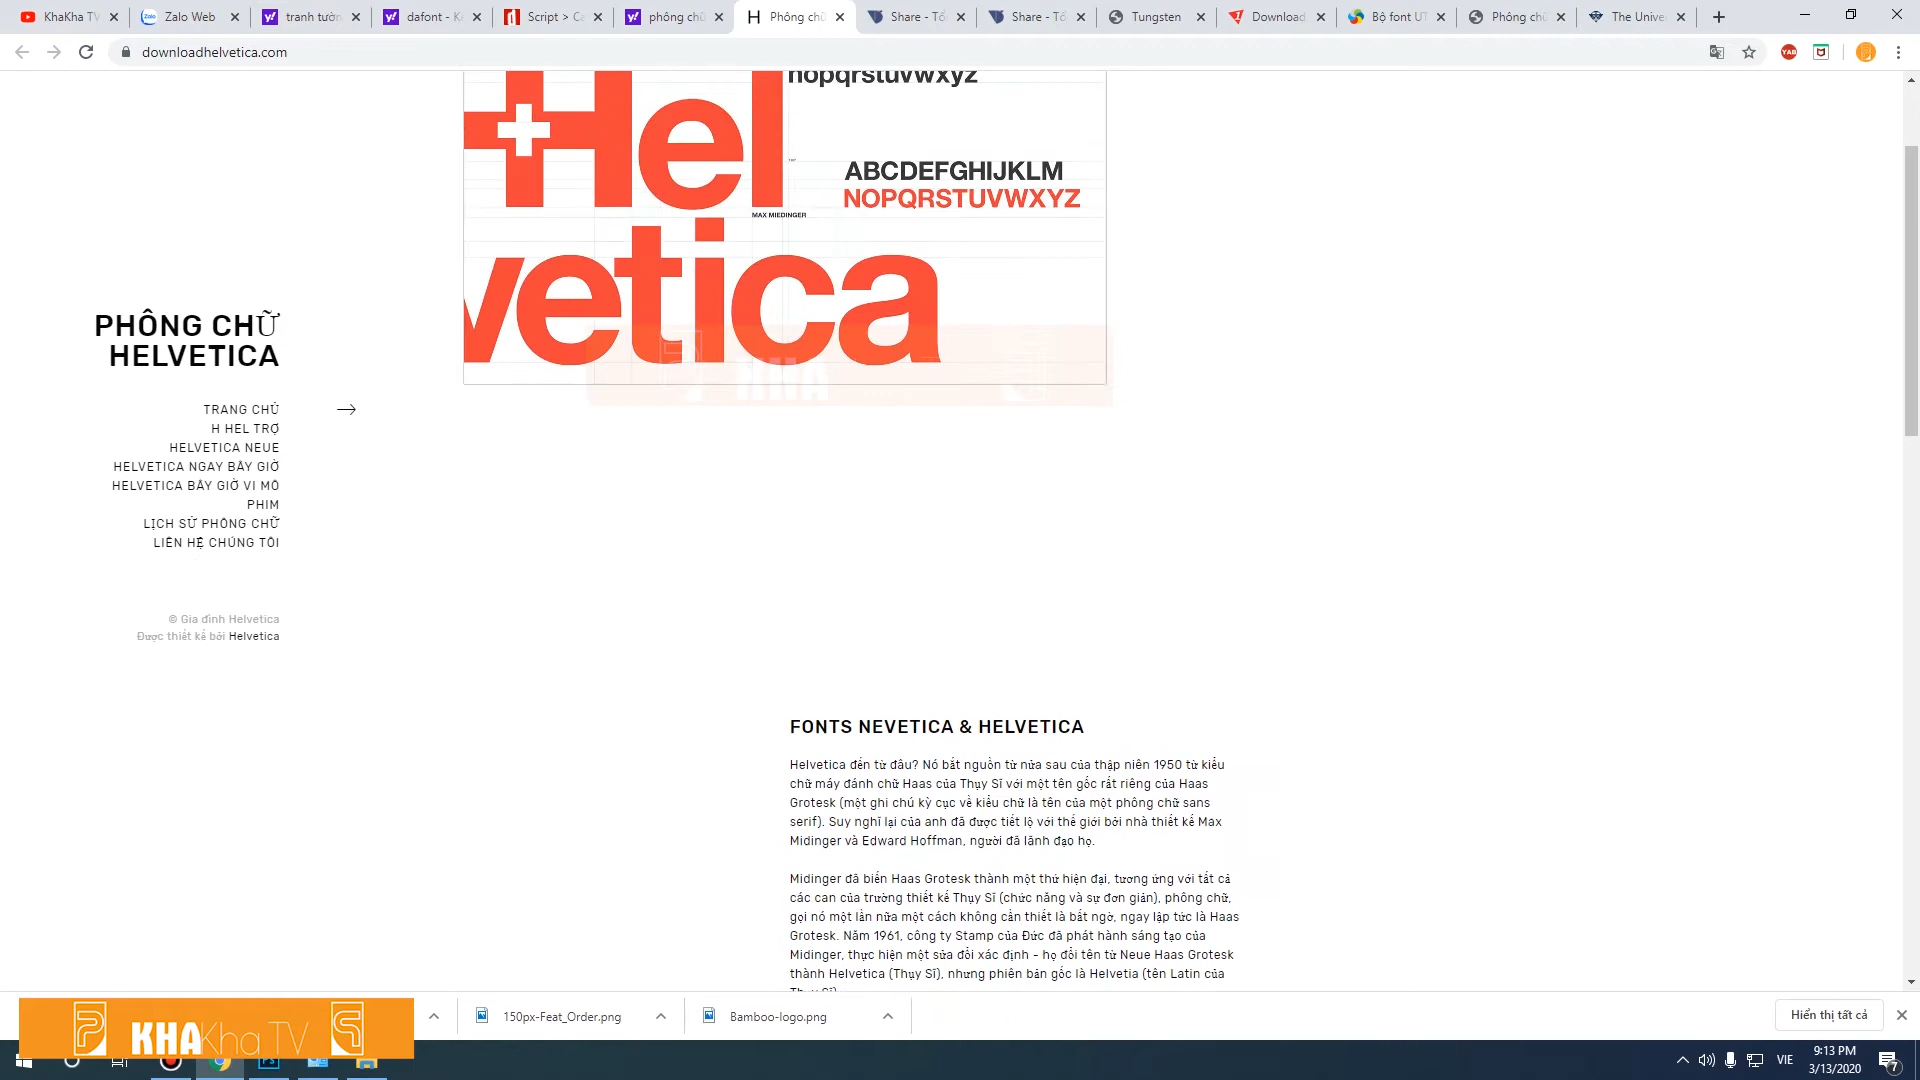 KhaKha TV
Zalo Web
tranh tườn
dafont - K
Script > Ca
phông chữ
Phông chữ
Share - Tổ
Share - Tổ
Tungsten
Download
Bộ font UT
Phông chữ
The Unive
downloadhelvetica.com
YAB
nopqrstuvwxyz
Hel
ABCDEFGHIJKLM
NOPQRSTUVWXYZ
MAX MIEDINGER
vetica
KHA
PHÔNG CHỮ
HELVETICA
TRANG CHỦ
H HEL TRỢ
HELVETICA NEUE
HELVETICA NGAY BÂY GIỜ
HELVETICA BÂY GIỜ VI MÔ
PHIM
LỊCH SỬ PHÔNG CHỮ
LIÊN HỆ CHÚNG TÔI
© Gia đình Helvetica
Được thiết kế bởi Helvetica
FONTS NEVETICA & HELVETICA
Helvetica đến từ đâu? Nó bắt nguồn từ nửa sau của thập niên 1950 từ kiểu
chữ máy đánh chữ Haas của Thụy Sĩ với một tên gốc rất riêng của Haas
Grotesk (một ghi chú kỳ cục về kiểu chữ là tên của một phông chữ sans
serif). Suy nghĩ lại của anh đã được tiết lộ với thế giới bởi nhà thiết kế Max
Midinger và Edward Hoffman, người đã lãnh đạo họ.
Midinger đã biến Haas Grotesk thành một thứ hiện đại, tương ứng với tất cả
các can của trường thiết kế Thụy Sĩ (chức năng và sự đơn giản), phông chữ,
gọi nó một lần nữa một cách không cần thiết là bất ngờ, ngay lập tức là Haas
Grotesk. Năm 1961, công ty Stamp của Đức đã phát hành sáng tạo của
Midinger, thực hiện một sửa đổi xác định - họ đổi tên từ Neue Haas Grotesk
thành Helvetica (Thụy Sĩ), nhưng phiên bản gốc là Helvetia (tên Latin của
Thụy Sĩ)
KHAKha TV
150px-Feat_Order.png
Bamboo-logo.png
Hiển thị tất cả
VIE
9:13 PM
3/13/2020
7